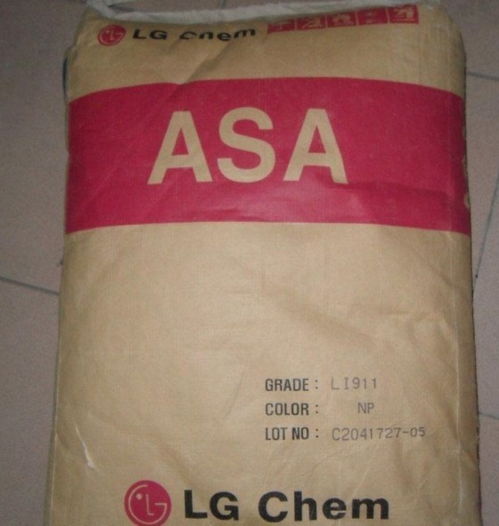 LG Chem
ASA
GRADE : LI911
COLOR : NP
LOT NO : C2041727-05
LG Chem